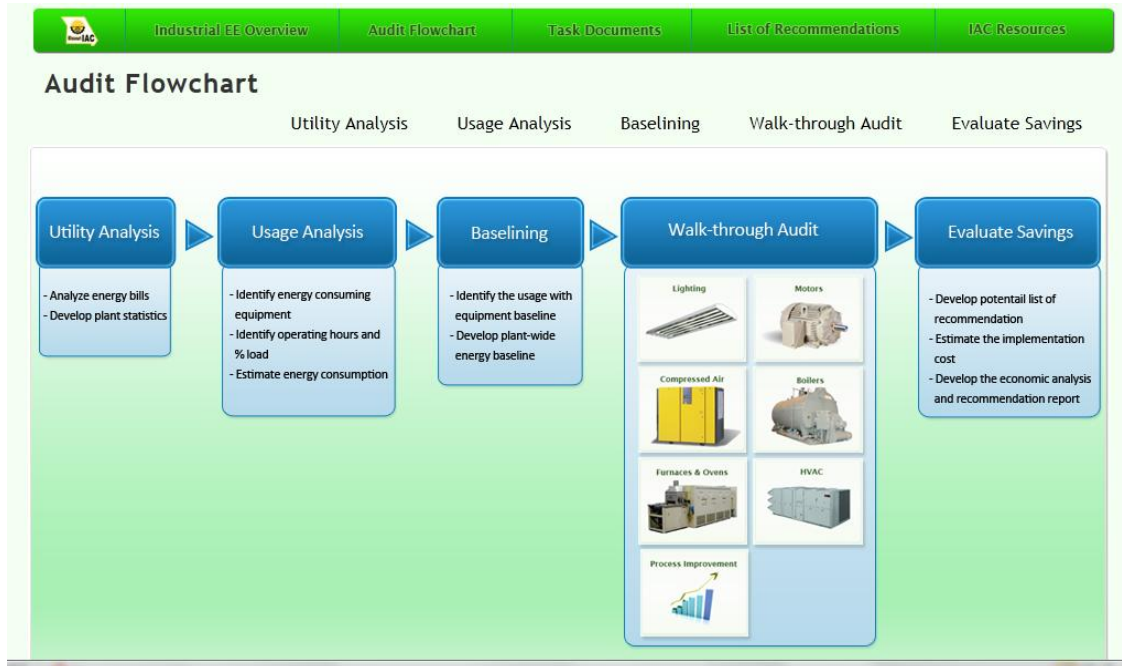 IAC
Industrial EE Overview
Audit Flowchart
Task Documents
List of Recommendations
IAC Resources
Audit Flowchart
Utility Analysis
Usage Analysis
Baselining
Walk-through Audit
Evaluate Savings
Utility Analysis
- Analyze energy bills
- Develop plant statistics
Usage Analysis
- Identify energy consuming
equipment
- Identify operating hours and
% load
- Estimate energy consumption
Baselining
- Identify the usage with
equipment baseline
- Develop plant-wide
energy baseline
Walk-through Audit
Lighting
Motors
Compressed Air
Boilers
Furnaces & Ovens
HVAC
Process Improvement
Evaluate Savings
- Develop potentail list of
recommendation
- Estimate the implementation
cost
- Develop the economic analysis
and recommendation report